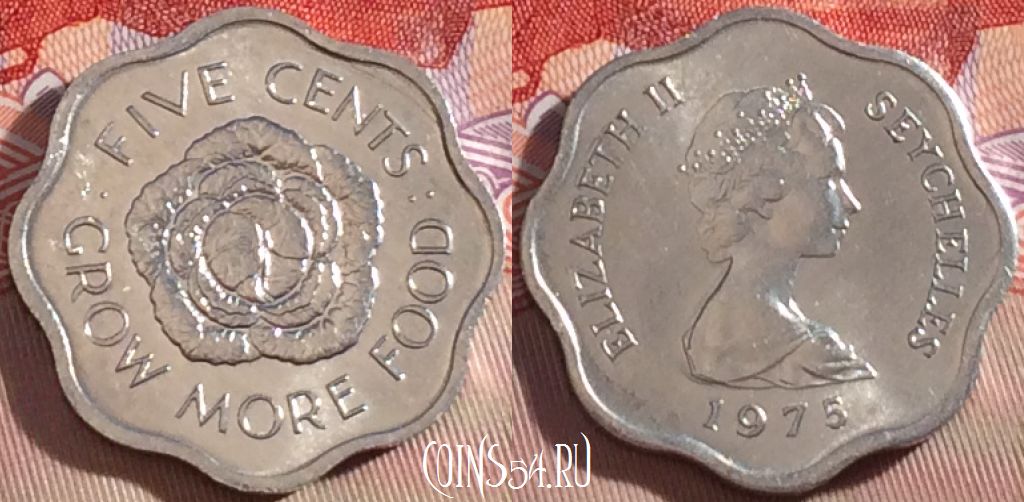 FIVE CENTS
: GROW MORE FOOD :
ELIZABETH II
SEYCHELLES
1975
COINS54.RU